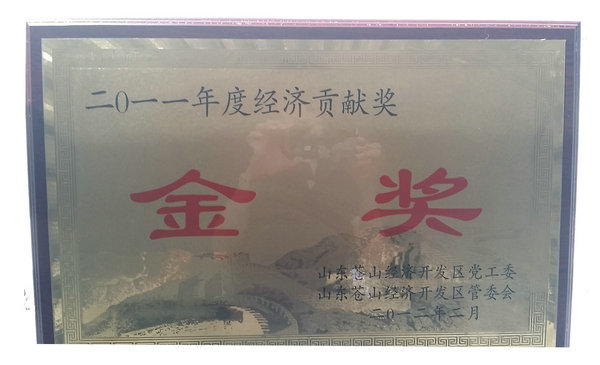 二〇一一年度经济贡献奖
金 奖
山东苍山经济开发区党工委
山东苍山经济开发区管委会
二〇一二年二月